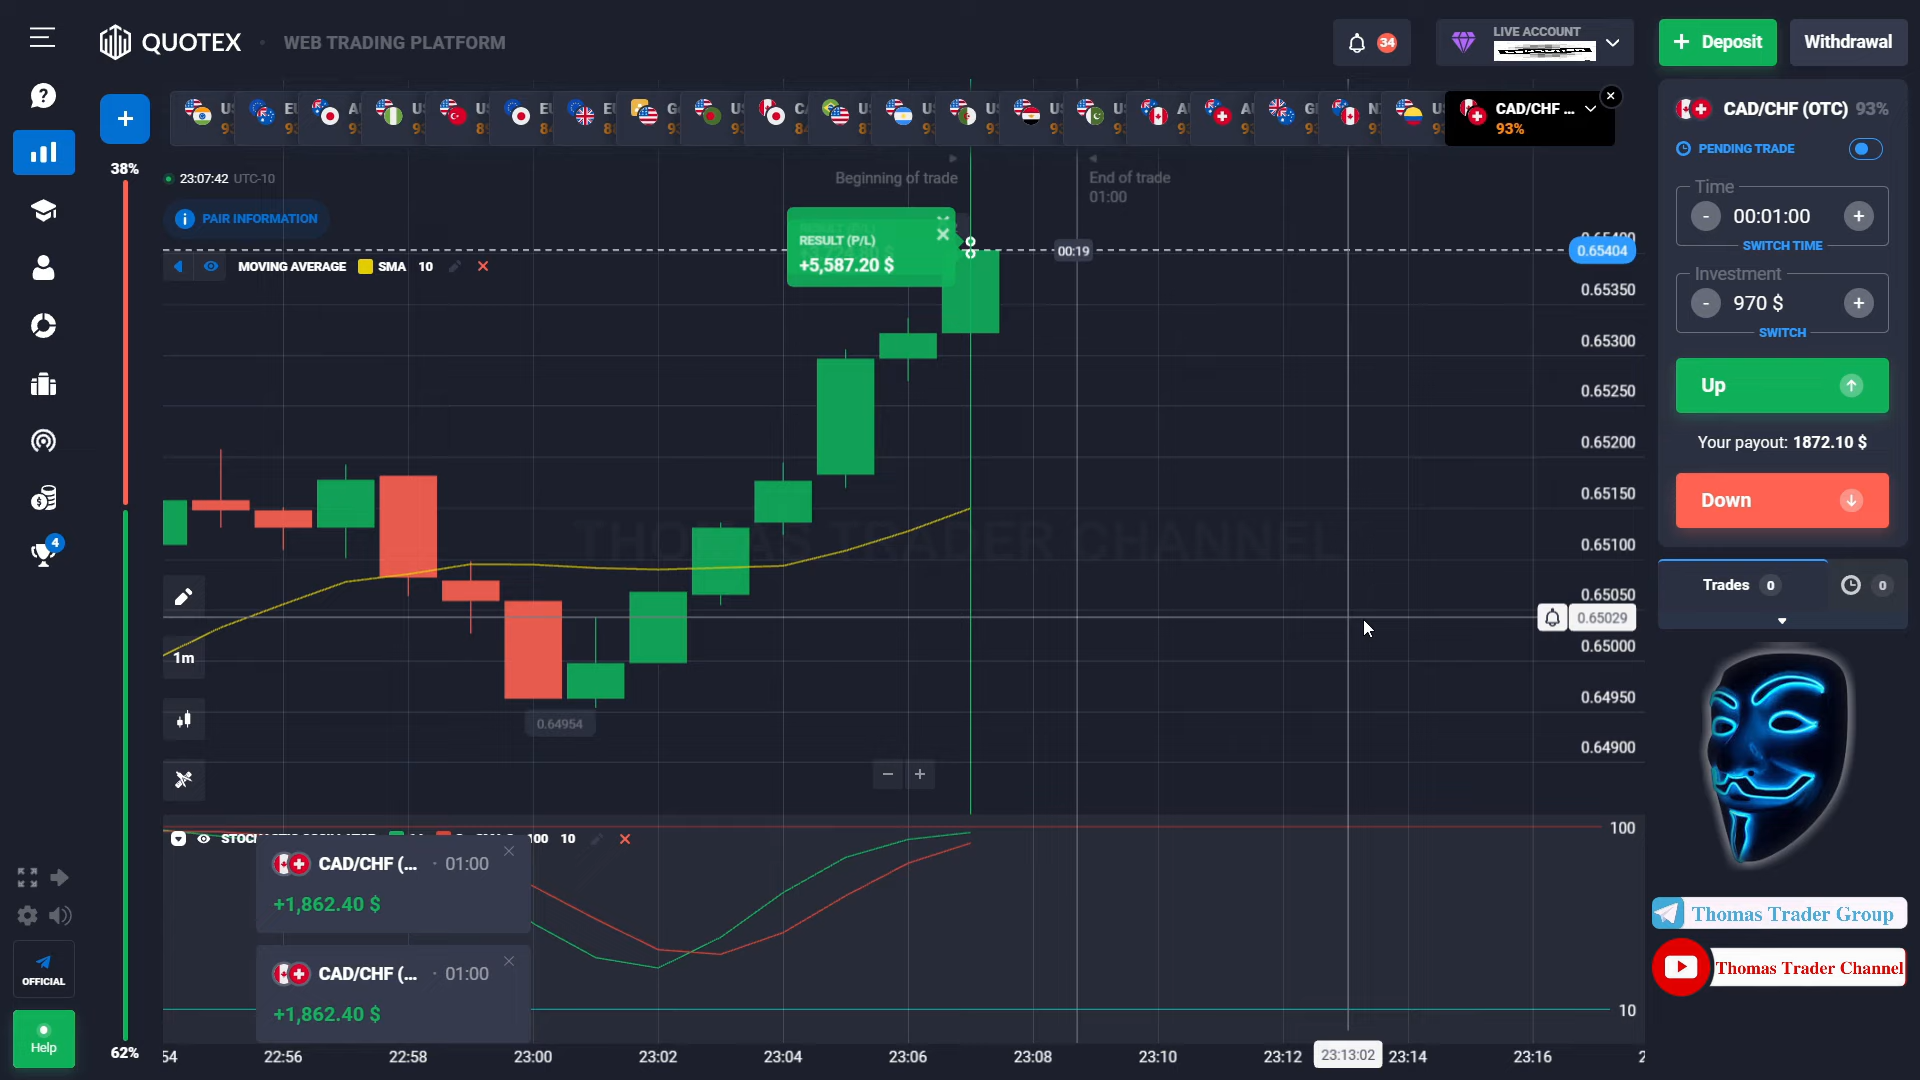 QUOTEX
WEB TRADING PLATFORM
34
LIVE ACCOUNT
+ Deposit
Withdrawal
+
CAD/CHF ...
93%
CAD/CHF (OTC) 93%
PENDING TRADE
Time
- 00:01:00 +
SWITCH TIME
Investment
- 970 $ +
SWITCH
Up
Your payout: 1872.10 $
Down
Trades 0
0
38%
23:07:42 UTC-10
Beginning of trade
End of trade
01:00
PAIR INFORMATION
RESULT (P/L)
+5,587.20 $
00:19
0.65404
MOVING AVERAGE SMA 10
0.65350
0.65300
0.65250
0.65200
0.65150
0.65100
0.65050
0.65029
0.65000
0.64950
0.64900
THOMAS TRADER CHANNEL
4
1m
0.64954
100 10
100
CAD/CHF (... · 01:00
+1,862.40 $
CAD/CHF (... · 01:00
+1,862.40 $
10
OFFICIAL
Help
62%
22:56
22:58
23:00
23:02
23:04
23:06
23:08
23:10
23:12
23:13:02
23:14
23:16
Thomas Trader Group
Thomas Trader Channel